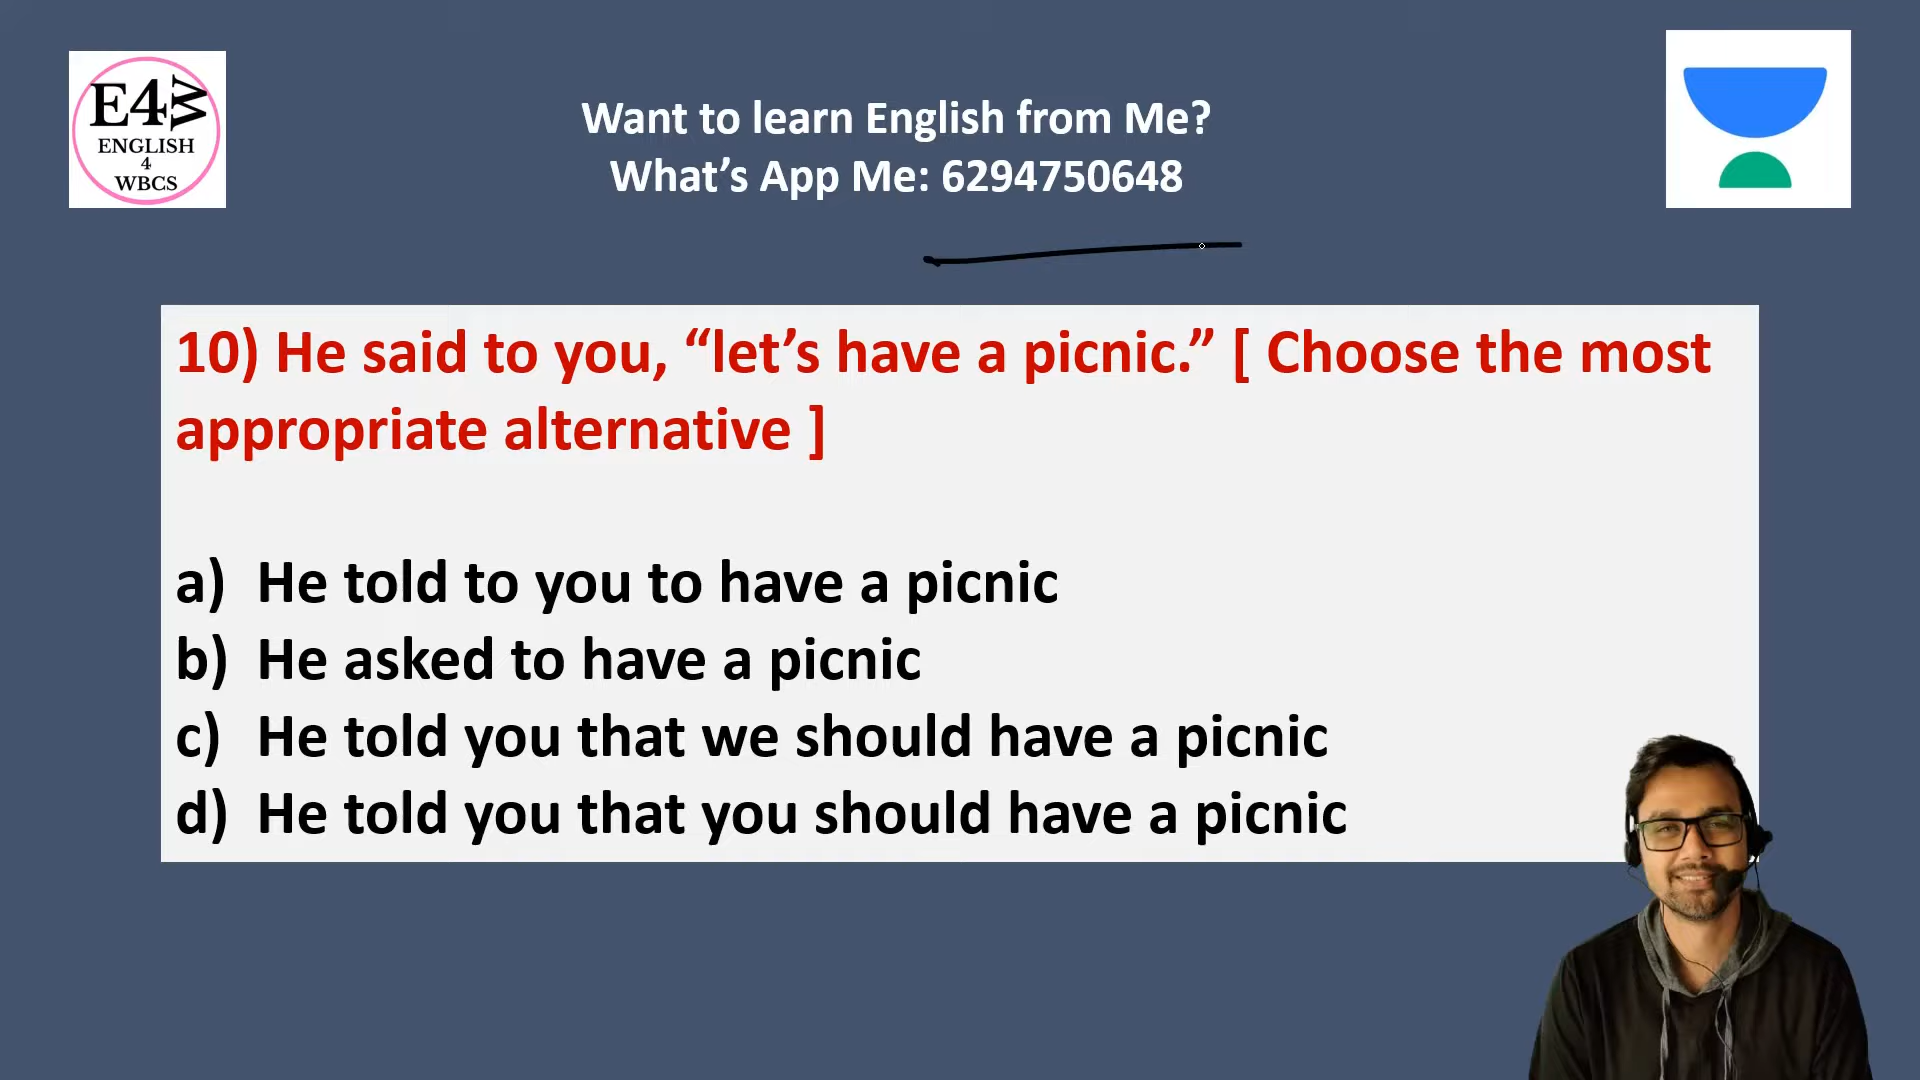 E4W
ENGLISH
4
WBCS
Want to learn English from Me?
What’s App Me: 6294750648
10) He said to you, “let’s have a picnic.” [ Choose the most
appropriate alternative ]
a) He told to you to have a picnic
b) He asked to have a picnic
c) He told you that we should have a picnic
d) He told you that you should have a picnic